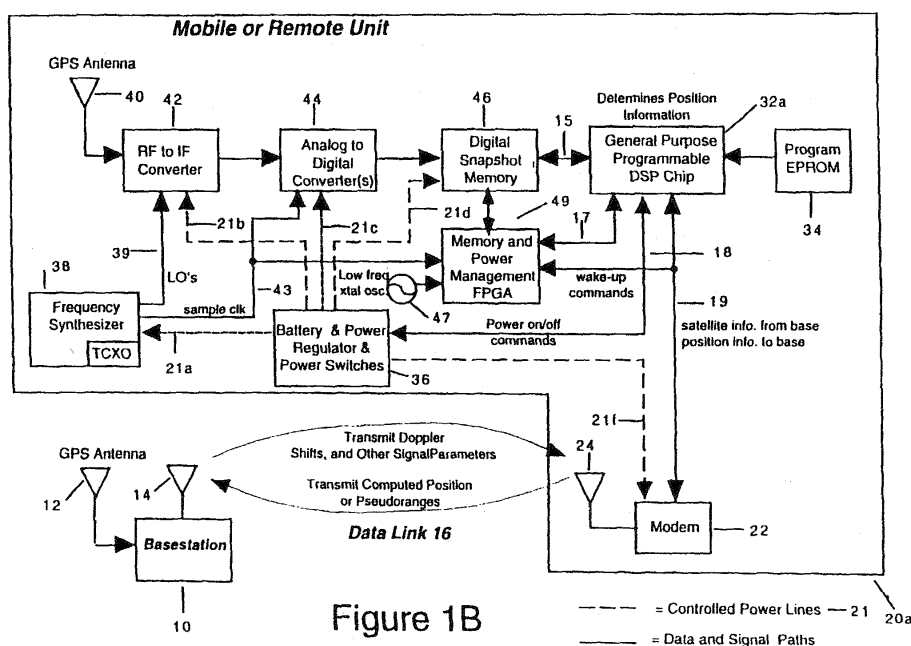 Mobile or Remote Unit
GPS Antenna
40
42
44
46
15
Determines Position
Information
32a
RF to IF
Converter
Analog to
Digital
Converter(s)
Digital
Snapshot
Memory
General Purpose
Programmable
DSP Chip
Program
EPROM
34
21b
21c
21d
49
17
18
39
LO's
38
43
Low freq
xtal osc.
47
Memory and
Power
Management
FPGA
wake-up
commands
19
Frequency
Synthesizer
TCXO
sample clk
21a
Battery & Power
Regulator &
Power Switches
36
Power on/off
commands
satellite info. from base
position info. to base
21f
GPS Antenna
12
14
Transmit Doppler
Shifts, and Other SignalParameters
Transmit Computed Position
or Pseudoranges
24
Data Link 16
Basestation
10
Modem
22
20a
Figure 1B
= Controlled Power Lines 21
= Data and Signal Paths